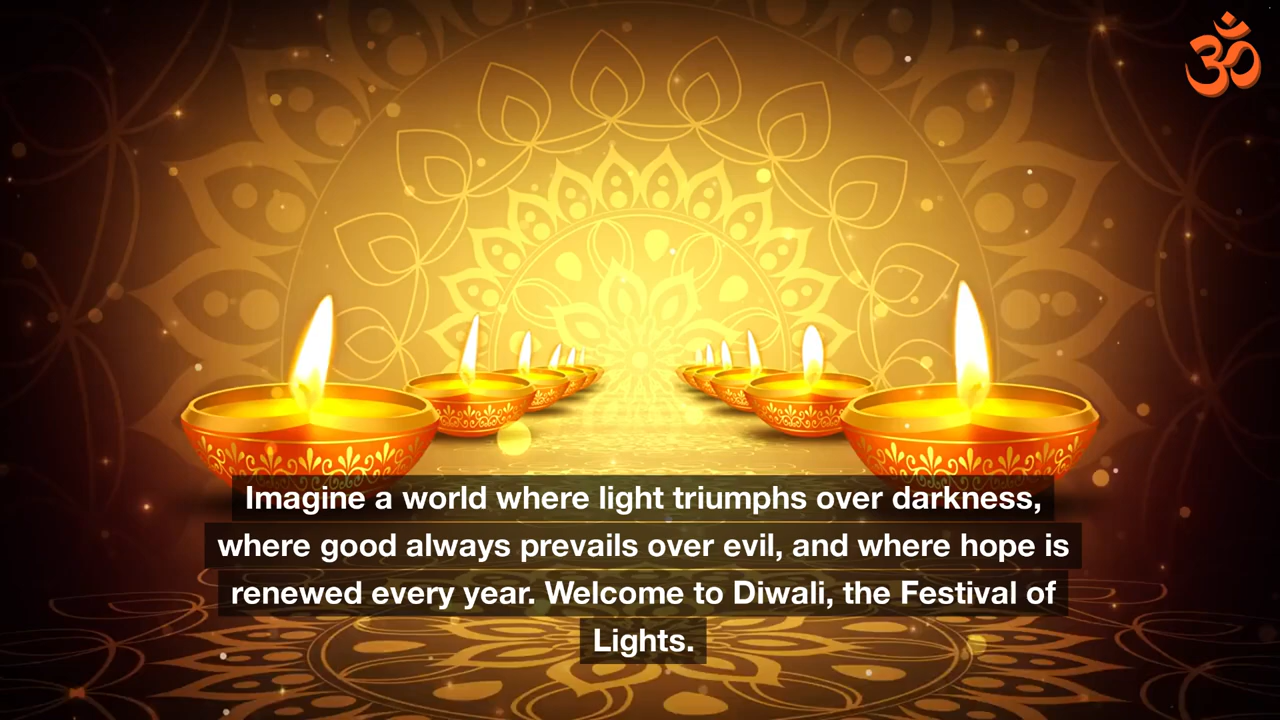 ॐ
Imagine a world where light triumphs over darkness,
where good always prevails over evil, and where hope is
renewed every year. Welcome to Diwali, the Festival of
Lights.